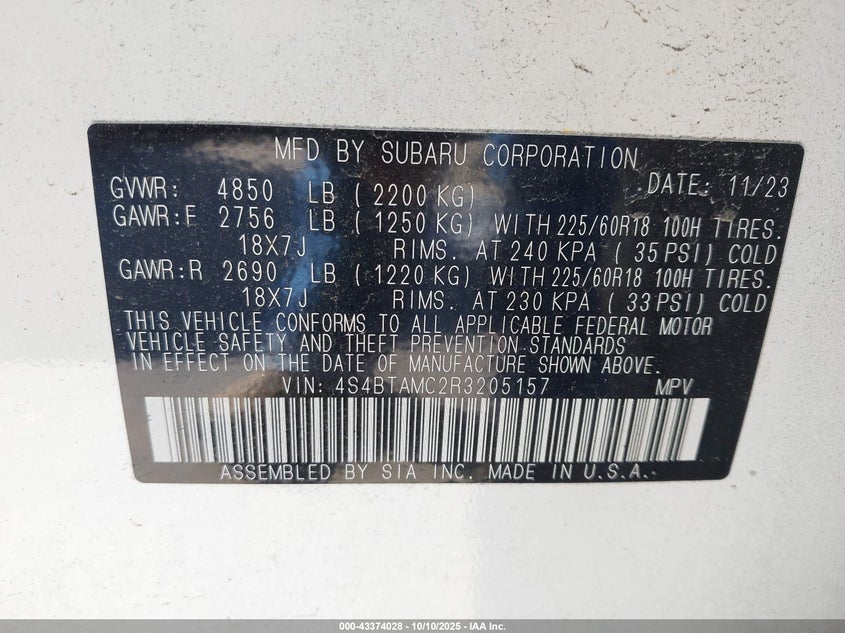 MFD BY SUBARU CORPORATION
GVWR: 4850 LB ( 2200 KG) DATE: 11/23
GAWR:F 2756 LB ( 1250 KG) WITH 225/60R18 100H TIRES.
18X7J RIMS. AT 240 KPA ( 35 PSI) COLD
GAWR:R 2690 LB ( 1220 KG) WITH 225/60R18 100H TIRES.
18X7J RIMS. AT 230 KPA ( 33 PSI) COLD
THIS VEHICLE CONFORMS TO ALL APPLICABLE FEDERAL MOTOR
VEHICLE SAFETY AND THEFT PREVENTION STANDARDS
IN EFFECT ON THE DATE OF MANUFACTURE SHOWN ABOVE.
VIN: 4S4BTAMC2R3205157 MPV
ASSEMBLED BY SIA INC. MADE IN U.S.A.
000-43374028 - 10/10/2025 - IAA Inc.